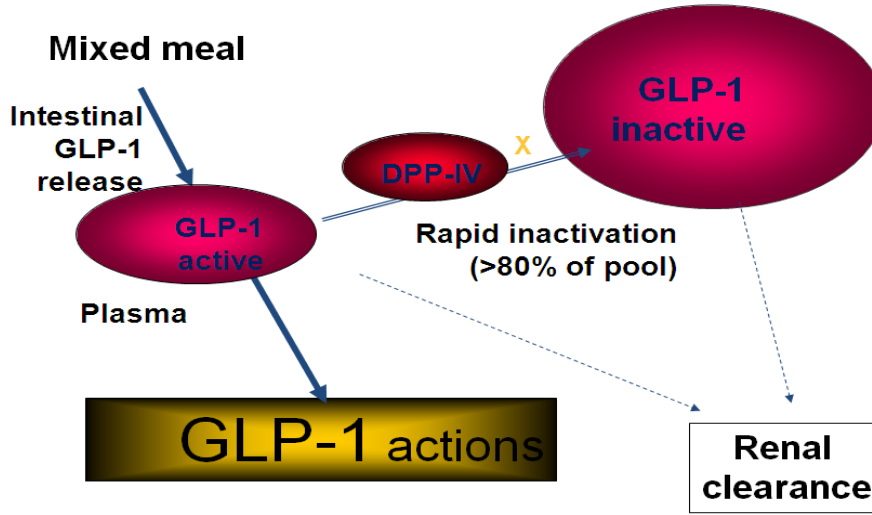 Mixed meal
Intestinal
GLP-1
release
GLP-1
active
Plasma
DPP-IV
X
Rapid inactivation
(>80% of pool)
GLP-1
inactive
GLP-1 actions
Renal
clearance